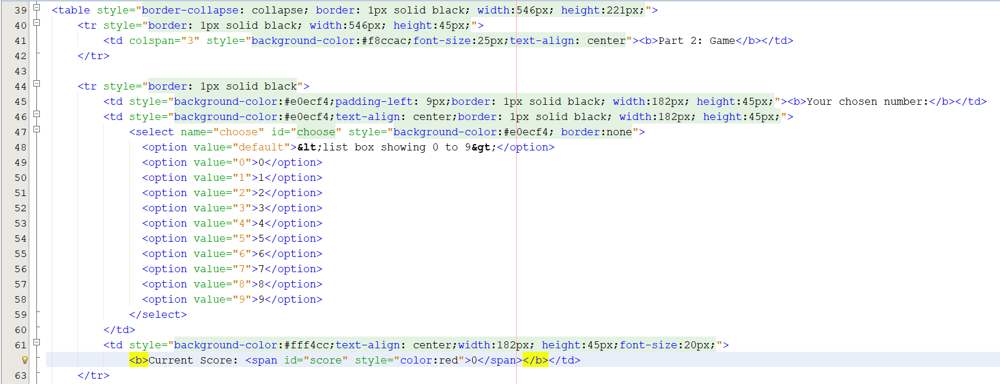 39 <table style="border-collapse: collapse; border: 1px solid black; width:546px; height:221px;">
40 <tr style="border: 1px solid black; width:546px; height:45px;">
41 <td colspan="3" style="background-color:#f8ccac;font-size:25px;text-align: center"><b>Part 2: Game</b></td>
42 </tr>
43
44 <tr style="border: 1px solid black">
45 <td style="background-color:#e0ecf4;padding-left: 9px;border: 1px solid black; width:182px; height:45px;"><b>Your chosen number:</b></td>
46 <td style="background-color:#e0ecf4;text-align: center;border: 1px solid black; width:182px; height:45px;">
47 <select name="choose" id="choose" style="background-color:#e0ecf4; border:none">
48 <option value="default">&lt;list box showing 0 to 9&gt;</option>
49 <option value="0">0</option>
50 <option value="1">1</option>
51 <option value="2">2</option>
52 <option value="3">3</option>
53 <option value="4">4</option>
54 <option value="5">5</option>
55 <option value="6">6</option>
56 <option value="7">7</option>
57 <option value="8">8</option>
58 <option value="9">9</option>
59 </select>
60 </td>
61 <td style="background-color:#fff4cc;text-align: center;width:182px; height:45px;font-size:20px;">
<b>Current Score: <span id="score" style="color:red">0</span></b></td>
63 </tr>